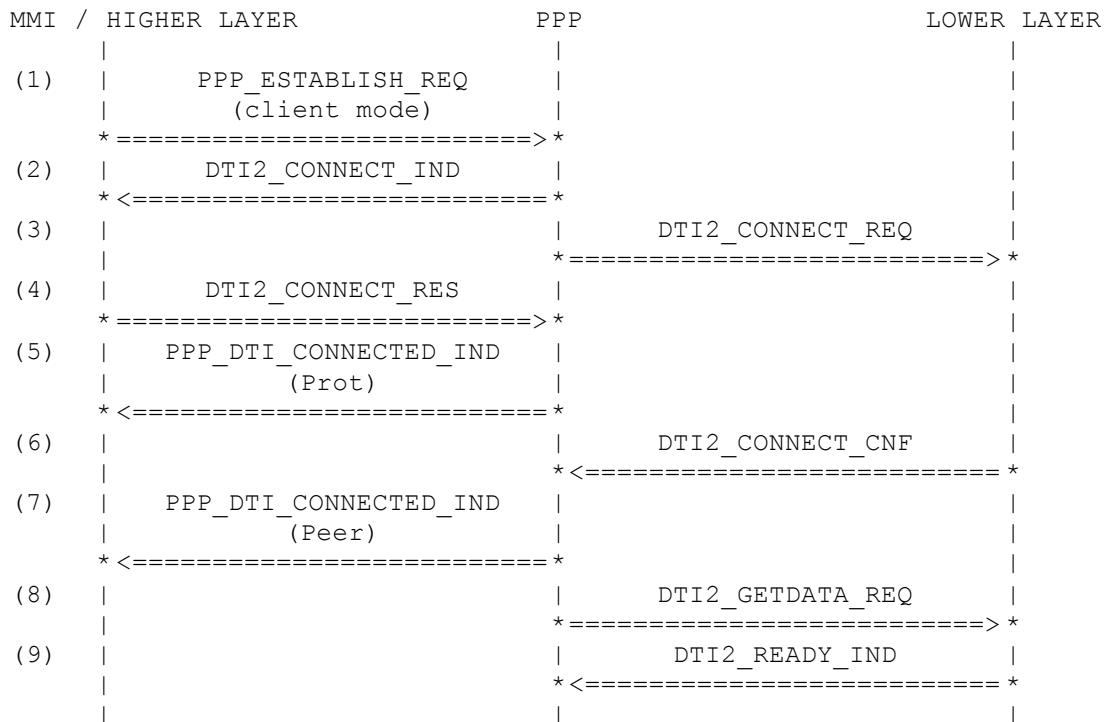 MMI / HIGHER LAYER PPP LOWER LAYER
| | |
(1) | PPP_ESTABLISH_REQ | |
| (client mode) | |
*==========================>* |
(2) | DTI2_CONNECT_IND | |
*<==========================* |
(3) | | DTI2_CONNECT_REQ |
| *==========================>*
(4) | DTI2_CONNECT_RES | |
*==========================>* |
(5) | PPP_DTI_CONNECTED_IND | |
| (Prot) | |
*<==========================* |
(6) | | DTI2_CONNECT_CNF |
| *<==========================*
(7) | PPP_DTI_CONNECTED_IND | |
| (Peer) | |
*<==========================* |
(8) | | DTI2_GETDATA_REQ |
| *==========================>*
(9) | | DTI2_READY_IND |
| *<==========================*
| | |